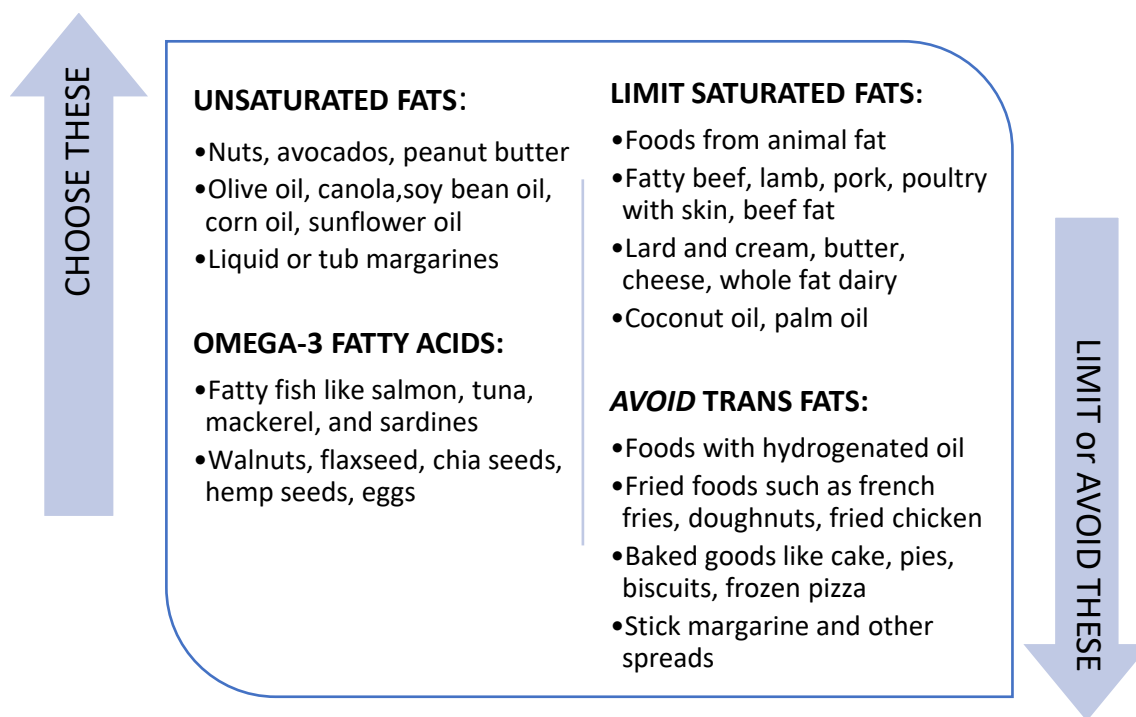 CHOOSE THESE
UNSATURATED FATS:
•Nuts, avocados, peanut butter
•Olive oil, canola,soy bean oil,
corn oil, sunflower oil
•Liquid or tub margarines
OMEGA-3 FATTY ACIDS:
•Fatty fish like salmon, tuna,
mackerel, and sardines
•Walnuts, flaxseed, chia seeds,
hemp seeds, eggs
LIMIT SATURATED FATS:
•Foods from animal fat
•Fatty beef, lamb, pork, poultry
with skin, beef fat
•Lard and cream, butter,
cheese, whole fat dairy
•Coconut oil, palm oil
AVOID TRANS FATS:
•Foods with hydrogenated oil
•Fried foods such as french
fries, doughnuts, fried chicken
•Baked goods like cake, pies,
biscuits, frozen pizza
•Stick margarine and other
spreads
LIMIT or AVOID THESE